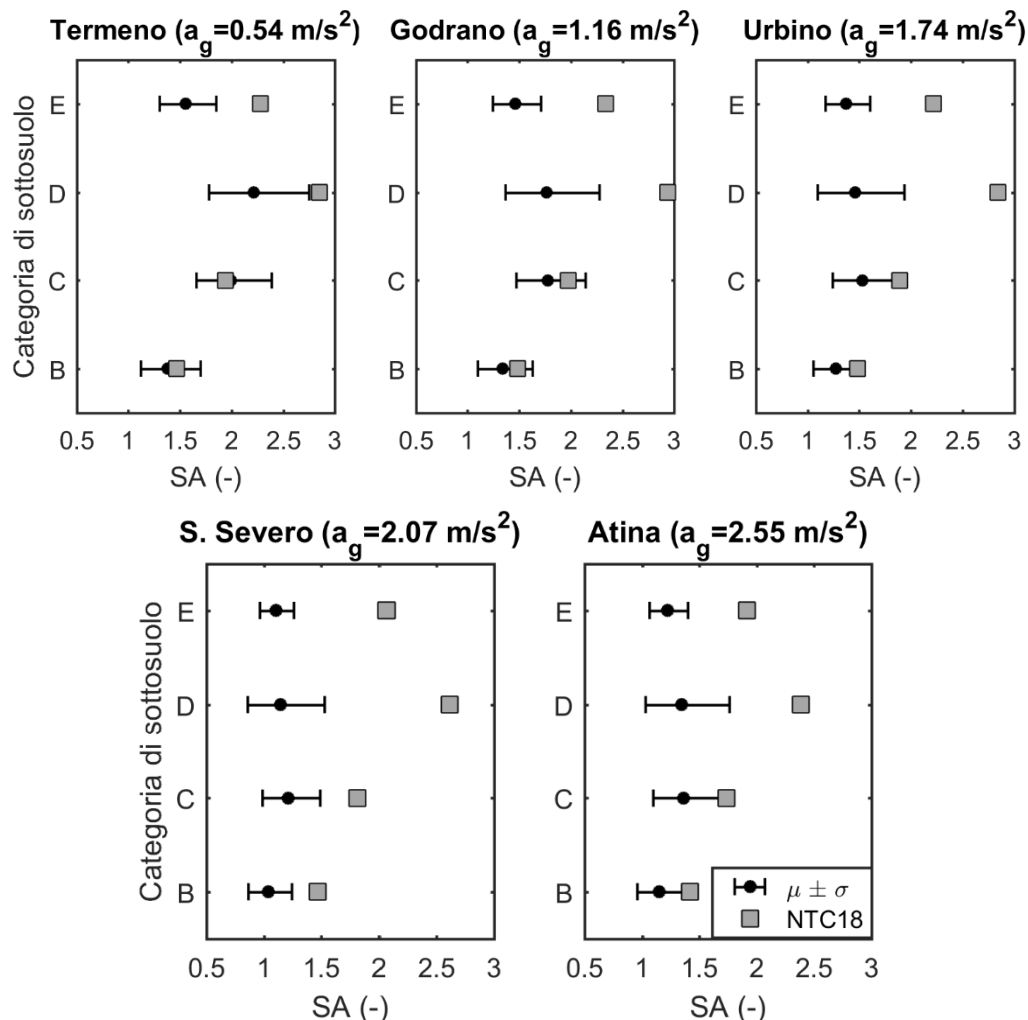 Termeno (a_g=0.54 m/s²)
Categoria di sottosuolo
E
D
C
B
0.5 1 1.5 2 2.5 3
SA (-)
Godrano (a_g=1.16 m/s²)
E
D
C
B
0.5 1 1.5 2 2.5 3
SA (-)
Urbino (a_g=1.74 m/s²)
E
D
C
B
0.5 1 1.5 2 2.5 3
SA (-)
S. Severo (a_g=2.07 m/s²)
Categoria di sottosuolo
E
D
C
B
0.5 1 1.5 2 2.5 3
SA (-)
Atina (a_g=2.55 m/s²)
E
D
C
B
μ ± σ
NTC18
0.5 1 1.5 2 2.5 3
SA (-)